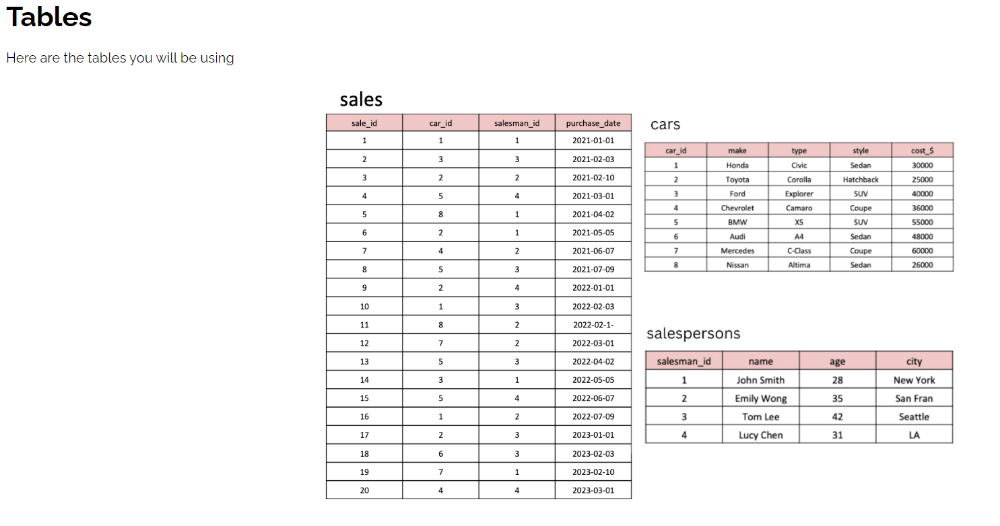 Tables
Here are the tables you will be using
sales
sale_id car_id salesman_id purchase_date
1 1 1 2021-01-01
2 3 3 2021-02-03
3 2 2 2021-02-10
4 5 4 2021-03-01
5 8 1 2021-04-02
6 2 1 2021-05-05
7 4 2 2021-06-07
8 5 3 2021-07-09
9 2 4 2022-01-01
10 1 3 2022-02-03
11 8 2 2022-02-1-
12 7 2 2022-03-01
13 5 3 2022-04-02
14 3 1 2022-05-05
15 5 4 2022-06-07
16 1 2 2022-07-09
17 2 3 2023-01-01
18 6 3 2023-02-03
19 7 1 2023-02-10
20 4 4 2023-03-01
cars
car_id make type style cost_$
1 Honda Civic Sedan 30000
2 Toyota Corolla Hatchback 25000
3 Ford Explorer SUV 40000
4 Chevrolet Camaro Coupe 36000
5 BMW X5 SUV 55000
6 Audi A4 Sedan 48000
7 Mercedes C-Class Coupe 60000
8 Nissan Altima Sedan 26000
salespersons
salesman_id name age city
1 John Smith 28 New York
2 Emily Wong 35 San Fran
3 Tom Lee 42 Seattle
4 Lucy Chen 31 LA